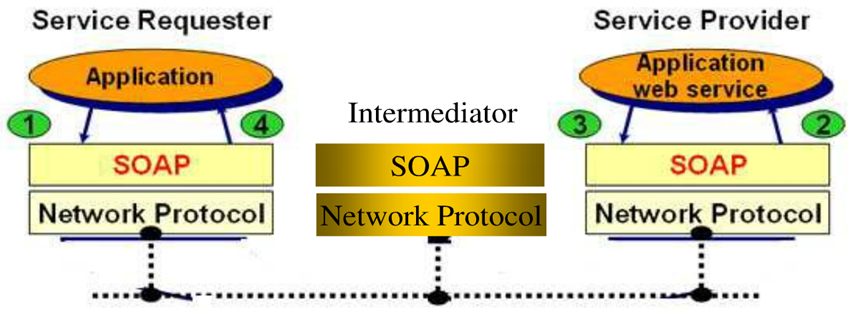 Service Requester
Service Provider
Application
Application
web service
Intermediator
1
4
3
2
SOAP
SOAP
SOAP
Network Protocol
Network Protocol
Network Protocol